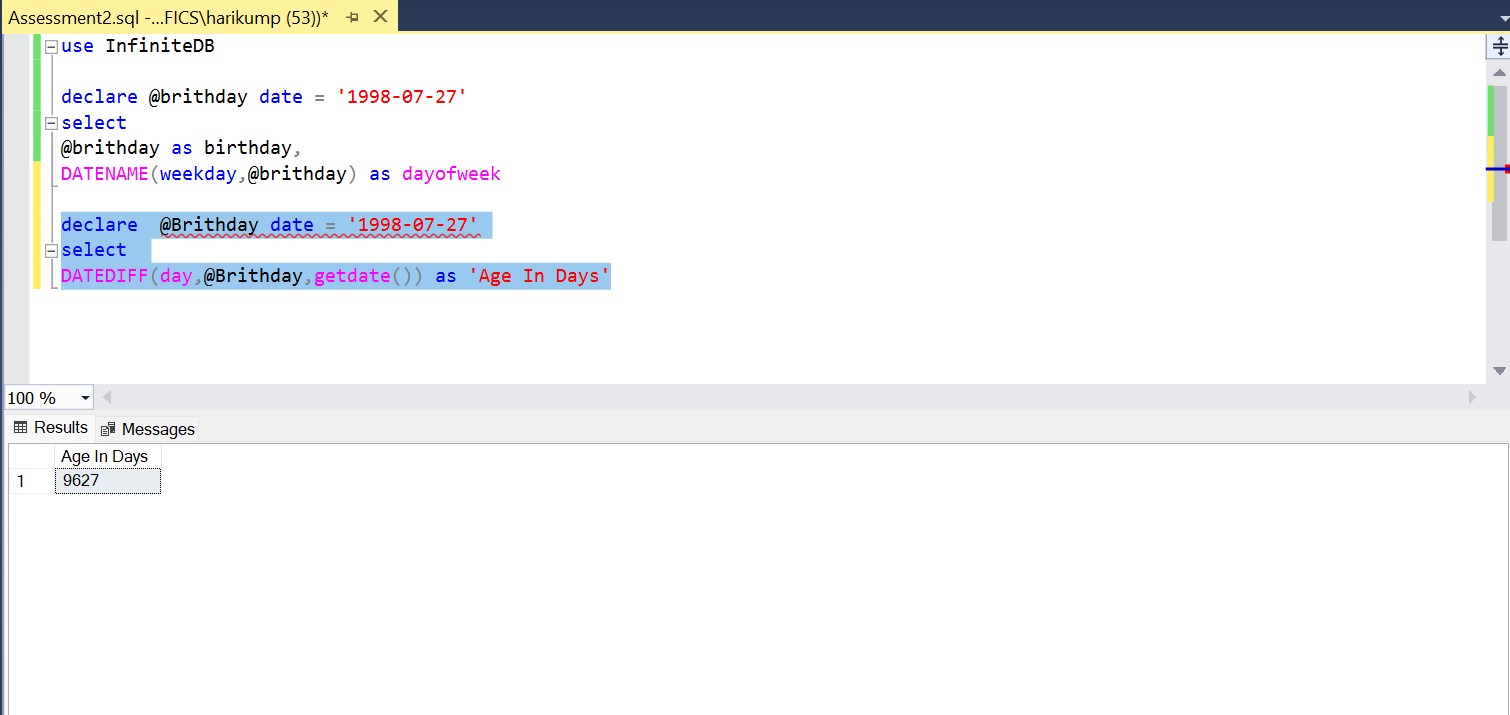 Assessment2.sql -...FICS\harikump (53))*
use InfiniteDB
declare @brithday date = '1998-07-27'
select
@brithday as birthday,
DATENAME(weekday,@brithday) as dayofweek
declare  @Brithday date = '1998-07-27'
select
DATEDIFF(day,@Brithday,getdate()) as 'Age In Days'
100 %
Results Messages
Age In Days
1 9627